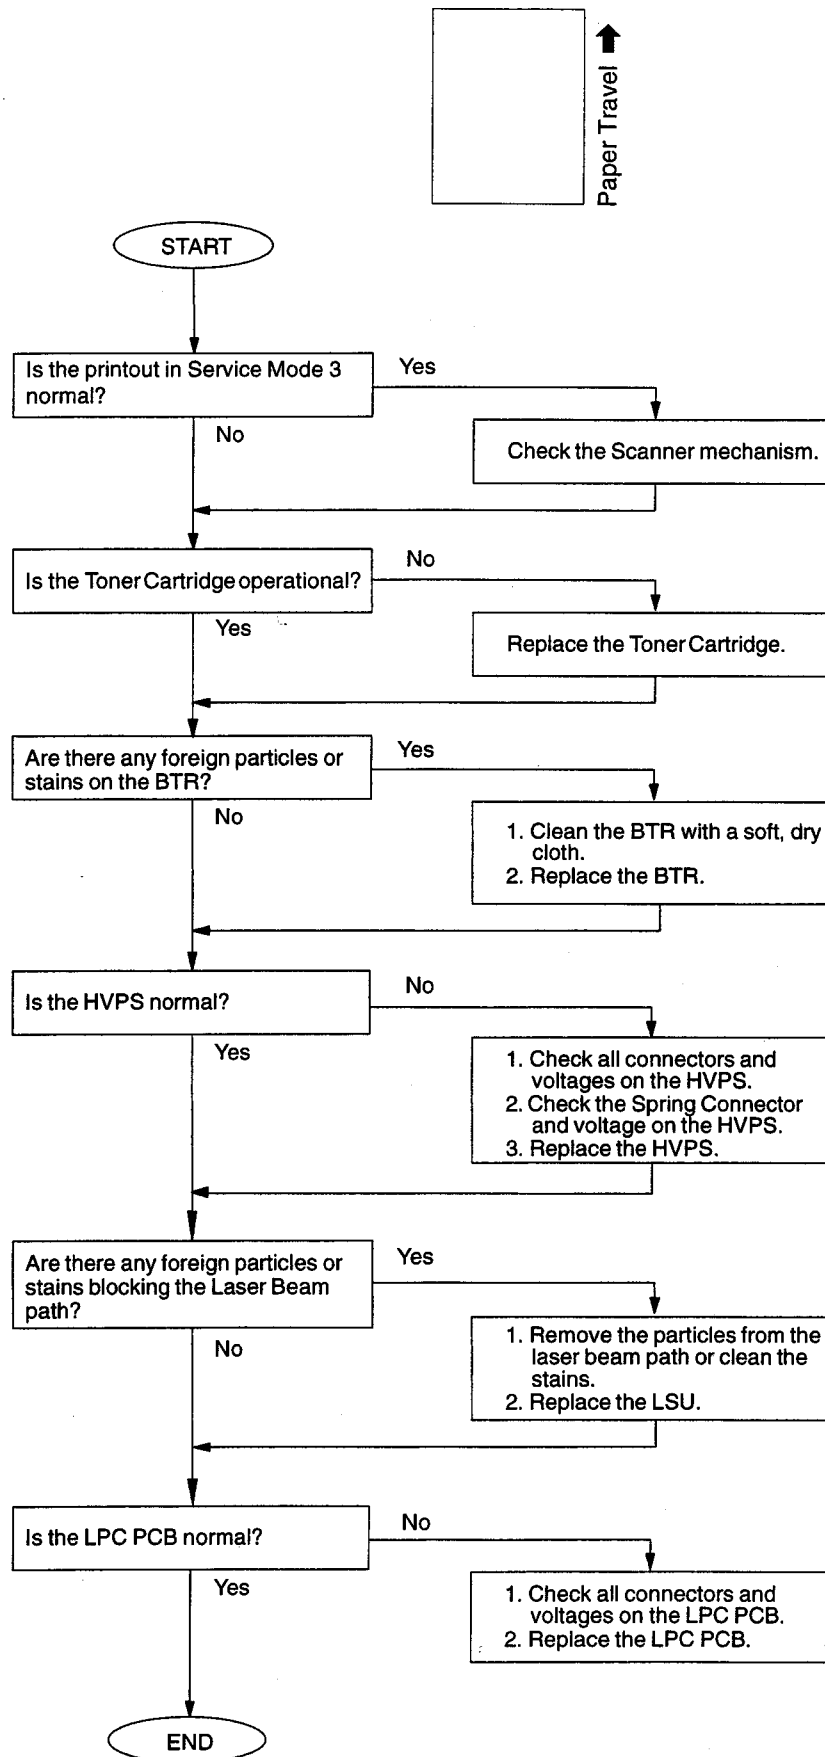 Paper Travel
START
Is the printout in Service Mode 3
normal?
Yes
No
Check the Scanner mechanism.
Is the Toner Cartridge operational?
No
Yes
Replace the Toner Cartridge.
Are there any foreign particles or
stains on the BTR?
Yes
No
1. Clean the BTR with a soft, dry
cloth.
2. Replace the BTR.
Is the HVPS normal?
No
Yes
1. Check all connectors and
voltages on the HVPS.
2. Check the Spring Connector
and voltage on the HVPS.
3. Replace the HVPS.
Are there any foreign particles or
stains blocking the Laser Beam
path?
Yes
No
1. Remove the particles from the
laser beam path or clean the
stains.
2. Replace the LSU.
Is the LPC PCB normal?
No
Yes
1. Check all connectors and
voltages on the LPC PCB.
2. Replace the LPC PCB.
END